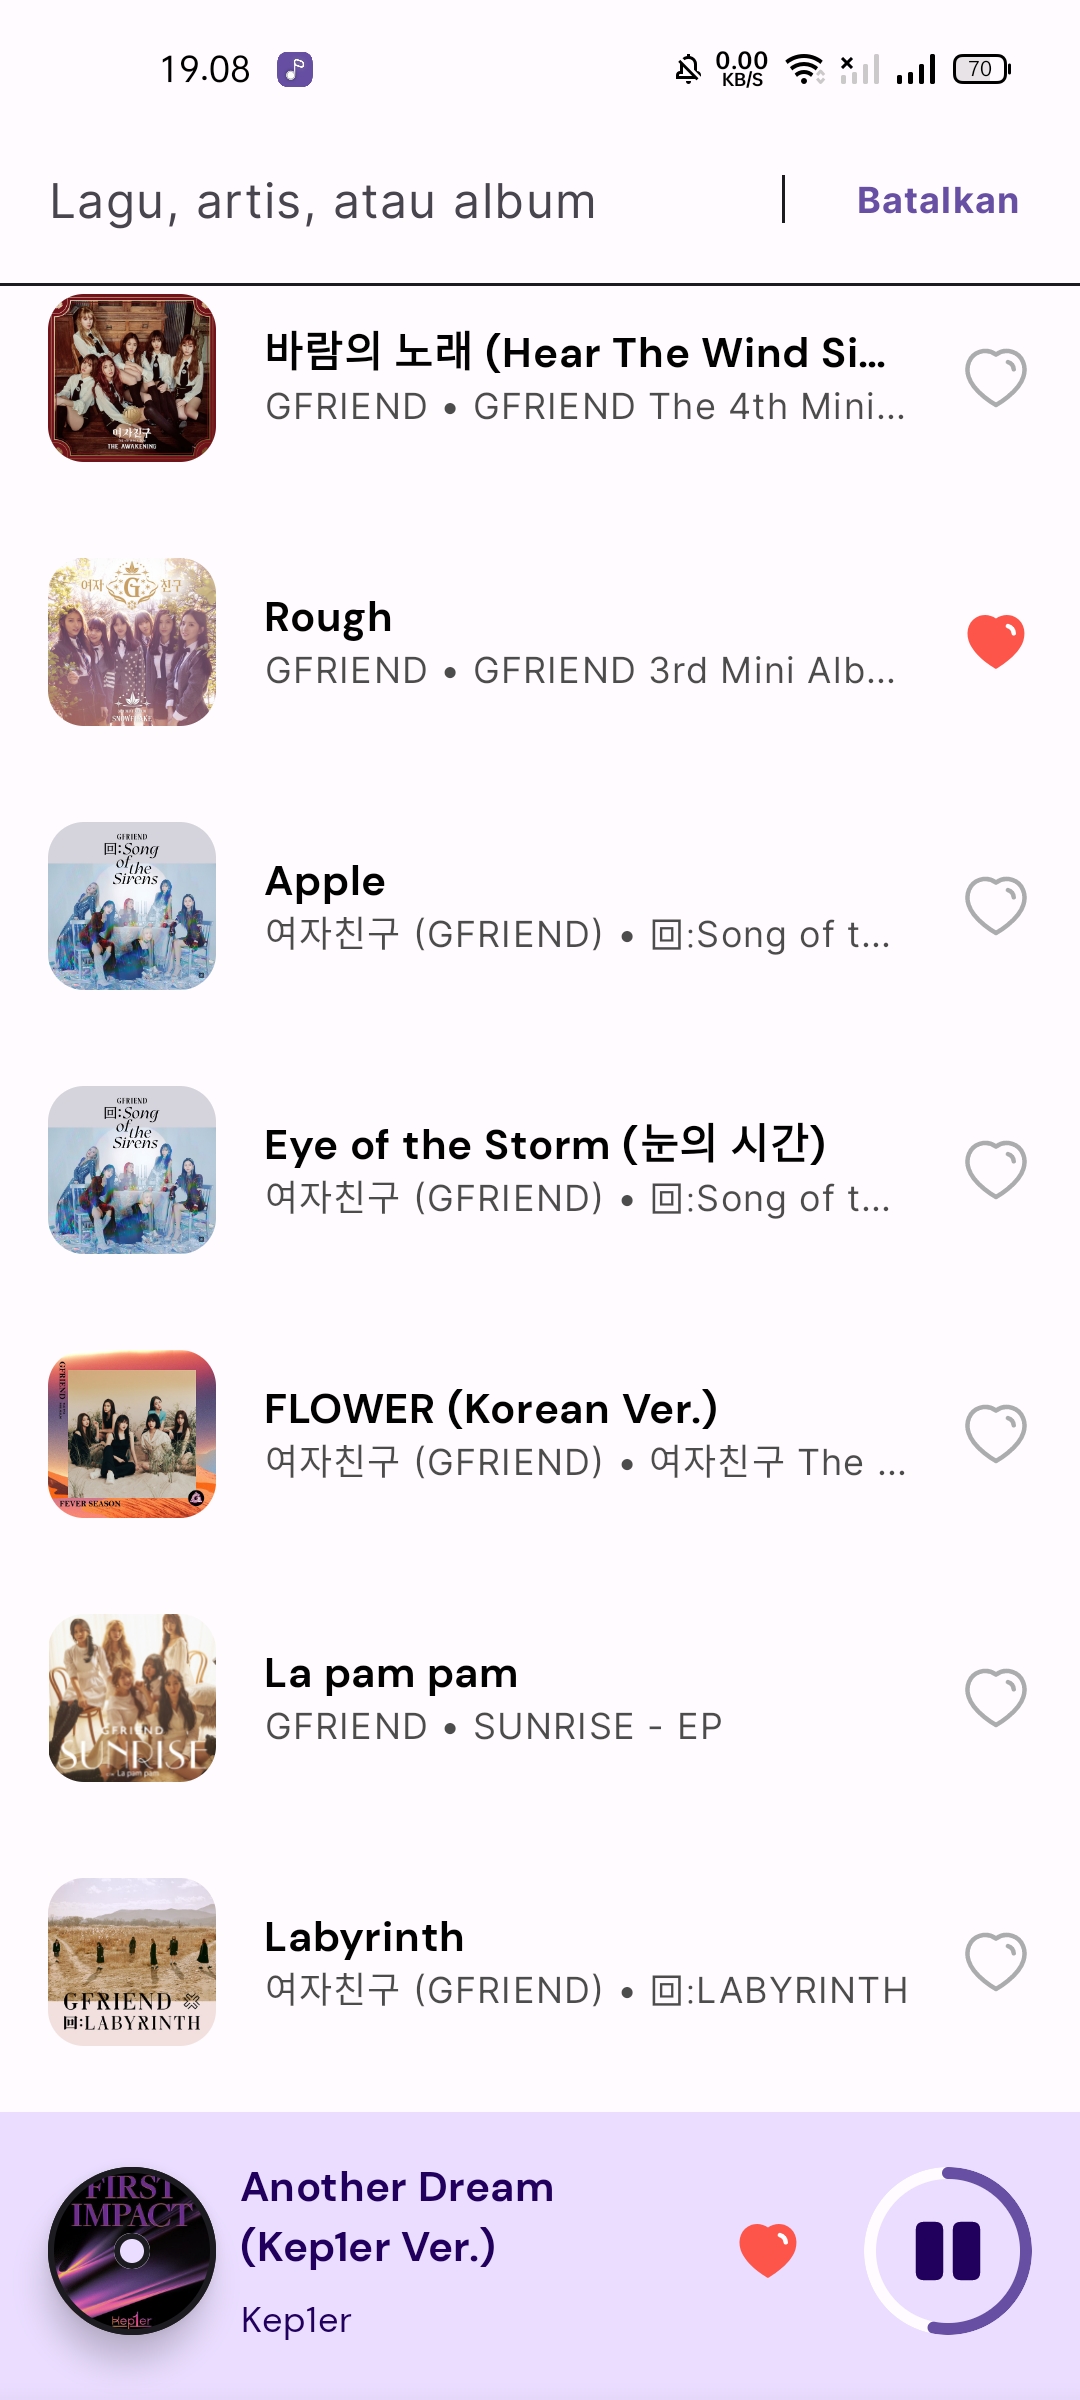 19.08
0.00
KB/S
70
Lagu, artis, atau album
Batalkan
여자친구
THE AWAKENING
바람의 노래 (Hear The Wind Si...
GFRIEND • GFRIEND The 4th Mini...
여자 G 친구
SNOWFLAKE
Rough
GFRIEND • GFRIEND 3rd Mini Alb...
GFRIEND
回:Song
of the
Sirens
Apple
여자친구 (GFRIEND) • 回:Song of t...
GFRIEND
回:Song
of the
Sirens
Eye of the Storm (눈의 시간)
여자친구 (GFRIEND) • 回:Song of t...
GFRIEND
FEVER SEASON
FLOWER (Korean Ver.)
여자친구 (GFRIEND) • 여자친구 The ...
GFRIEND
SUNRISE
La pam pam
La pam pam
GFRIEND • SUNRISE - EP
GFRIEND
回:LABYRINTH
Labyrinth
여자친구 (GFRIEND) • 回:LABYRINTH
FIRST
IMPACT
Kep1er
Another Dream
(Kep1er Ver.)
Kep1er